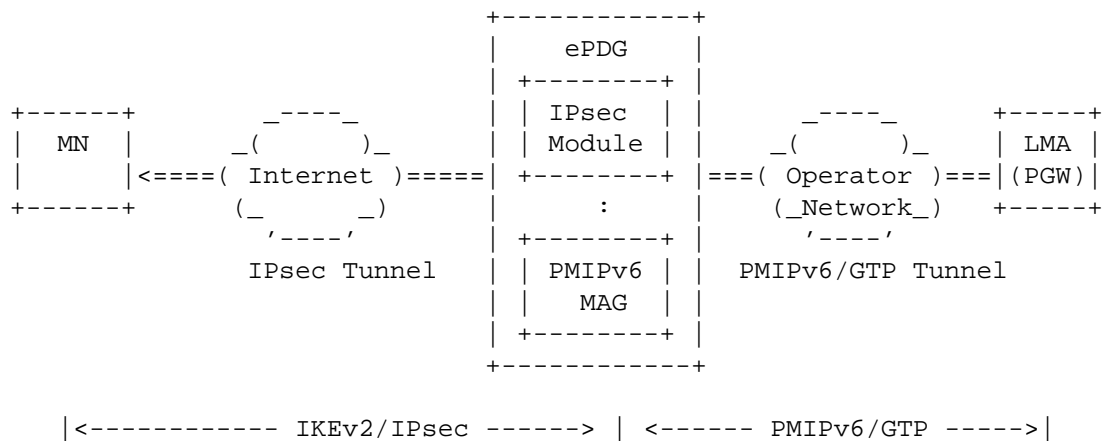 ePDG
IPsec
MN Module LMA
Internet Operator (PGW)
Network
IPsec Tunnel PMIPv6 PMIPv6/GTP Tunnel
MAG
IKEv2/IPsec PMIPv6/GTP